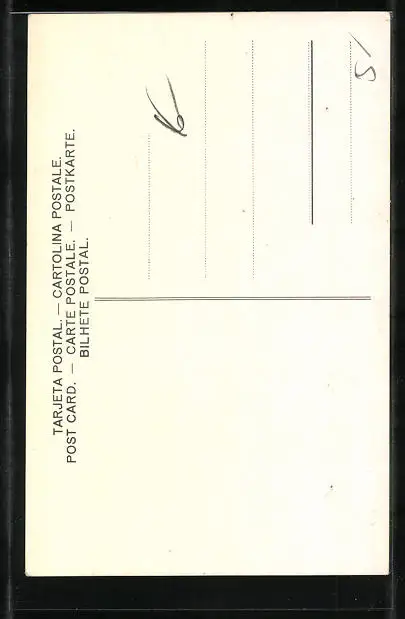 TARJETA POSTAL. — CARTOLINA POSTALE.
POST CARD. — CARTE POSTALE. — POSTKARTE.
BILHETE POSTAL.